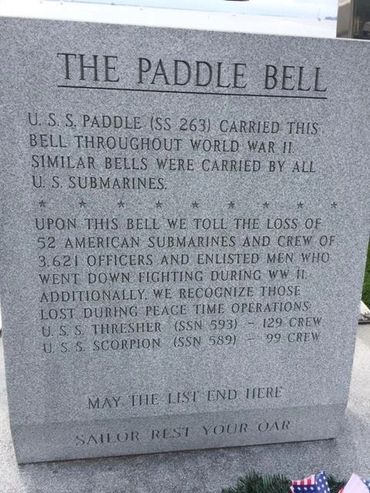 THE PADDLE BELL
U. S. S. PADDLE (SS 263) CARRIED THIS
BELL THROUGHOUT WORLD WAR II.
SIMILAR BELLS WERE CARRIED BY ALL
U. S. SUBMARINES.
* * * * * * * * *
UPON THIS BELL WE TOLL THE LOSS OF
52 AMERICAN SUBMARINES AND CREW OF
3,621 OFFICERS AND ENLISTED MEN WHO
WENT DOWN FIGHTING DURING WW II.
ADDITIONALLY, WE RECOGNIZE THOSE
LOST DURING PEACE TIME OPERATIONS:
U. S. S. THRESHER (SSN 593) - 129 CREW
U. S. S. SCORPION (SSN 589) - 99 CREW
MAY THE LIST END HERE
SAILOR REST YOUR OAR